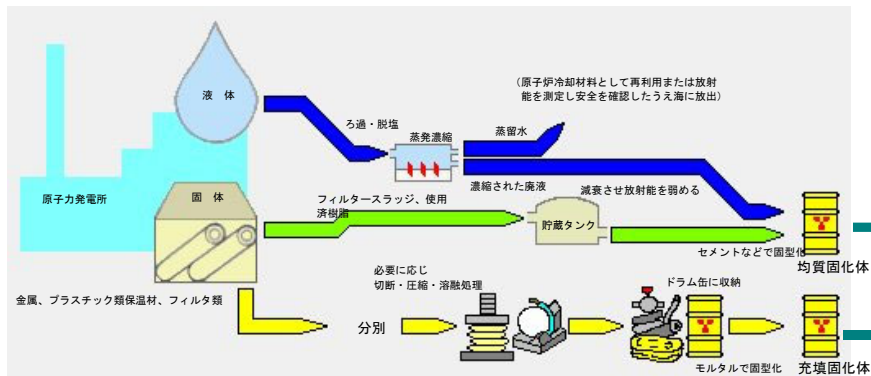 液 体
（原子炉冷却材料として再利用または放射
能を測定し安全を確認したうえ海に放出）
ろ過・脱塩
蒸発濃縮
蒸留水
濃縮された廃液
減衰させ放射能を弱める
原子力発電所
固 体
フィルタースラッジ、使用
済樹脂
貯蔵タンク
セメントなどで固型化
均質固化体
金属、プラスチック類保温材、フィルタ類
必要に応じ
切断・圧縮・溶融処理
ドラム缶に収納
分別
モルタルで固型化
充填固化体